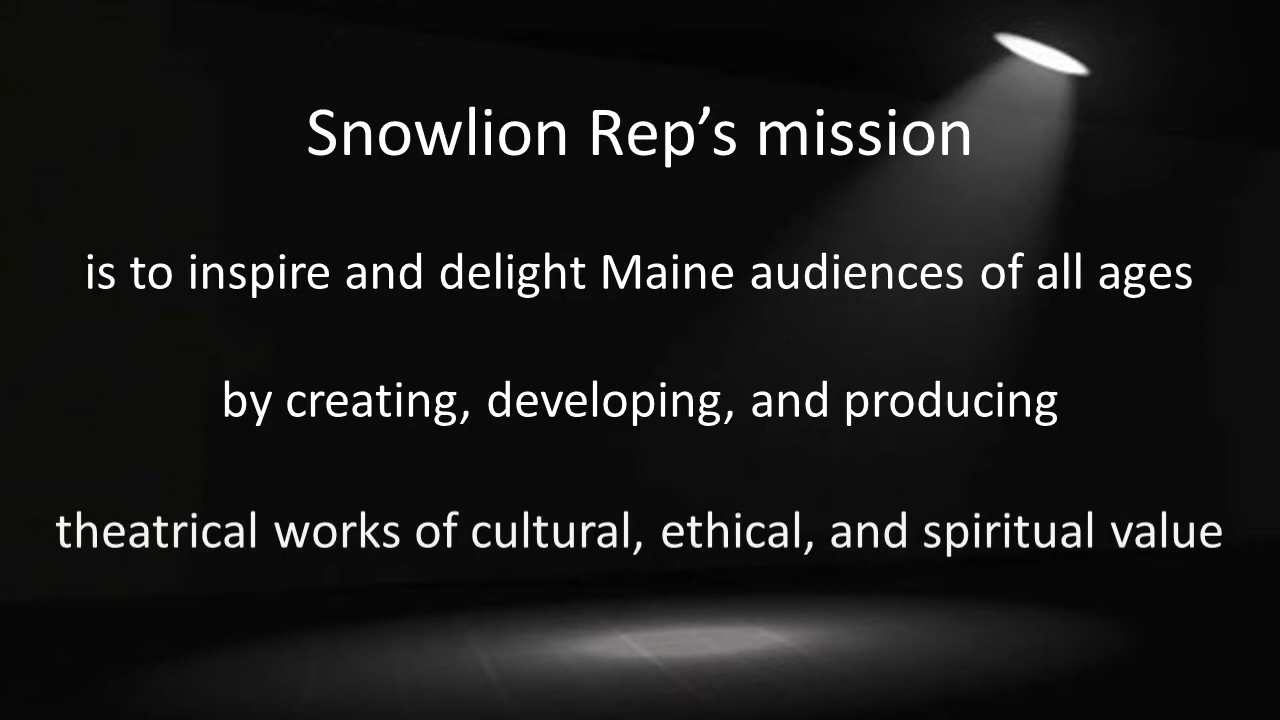 Snowlion Rep’s mission
is to inspire and delight Maine audiences of all ages
by creating, developing, and producing
theatrical works of cultural, ethical, and spiritual value